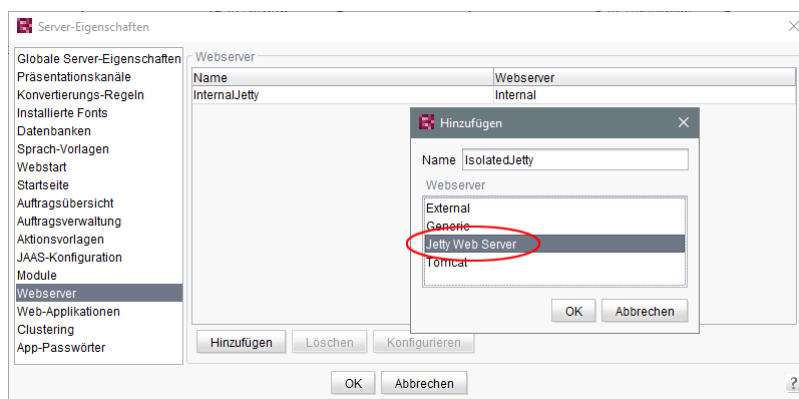 Server-Eigenschaften
Globale Server-Eigenschaften
Präsentationskanäle
Konvertierungs-Regeln
Installierte Fonts
Datenbanken
Sprach-Vorlagen
Webstart
Startseite
Auftragsübersicht
Auftragsverwaltung
Aktionsvorlagen
JAAS-Konfiguration
Module
Webserver
Web-Applikationen
Clustering
App-Passwörter
Webserver
Name Webserver
InternalJetty Internal
Hinzufügen
Name IsolatedJetty
Webserver
External
Generic
Jetty Web Server
Tomcat
OK Abbrechen
Hinzufügen Löschen Konfigurieren
OK Abbrechen
?